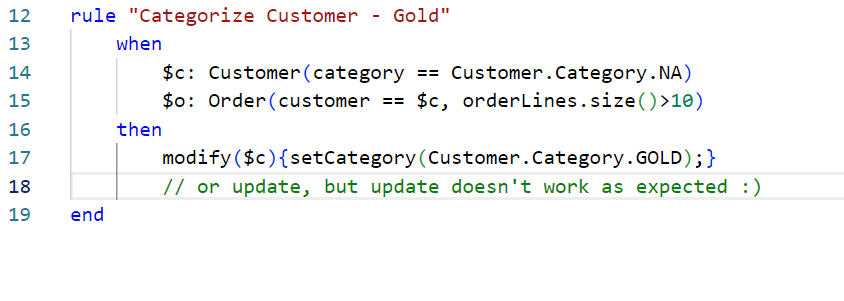 12 rule "Categorize Customer - Gold"
13 when
14 $c: Customer(category == Customer.Category.NA)
15 $o: Order(customer == $c, orderLines.size()>10)
16 then
17 modify($c){setCategory(Customer.Category.GOLD);}
18 // or update, but update doesn't work as expected :)
19 end